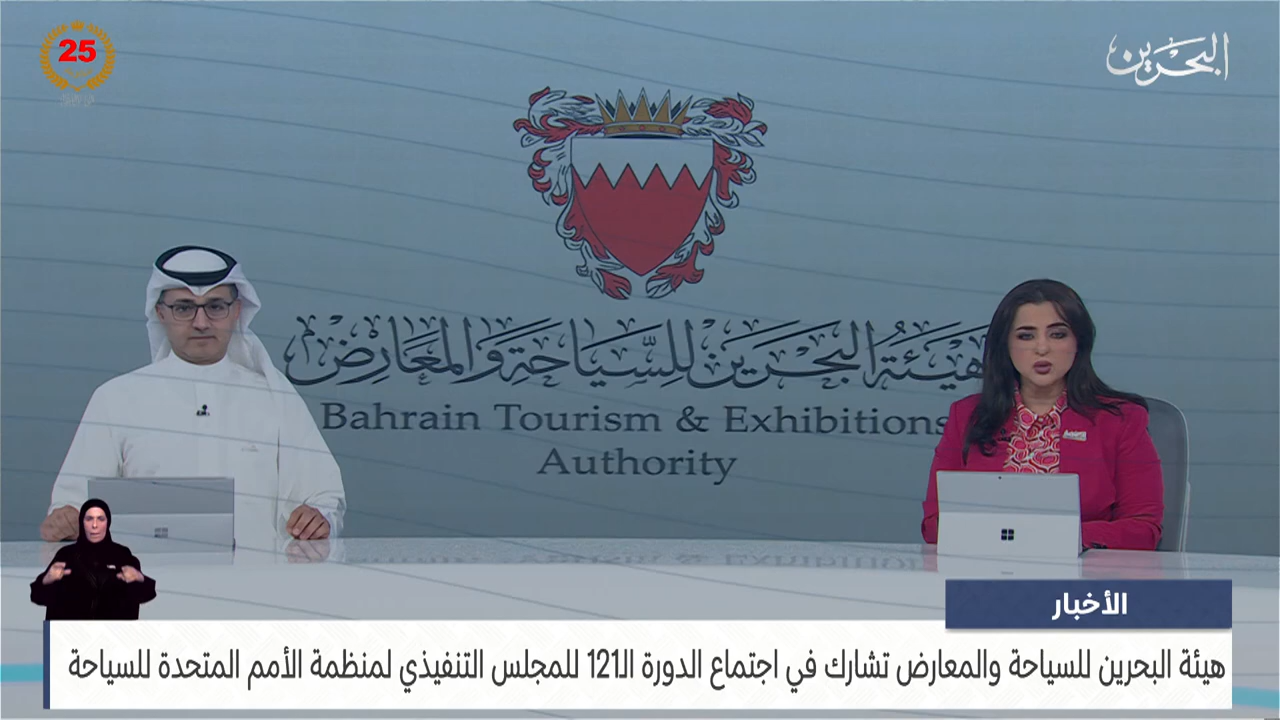 25
البحرين
هيئة البحرين للسياحة والمعارض
Bahrain Tourism & Exhibitions
Authority
الأخبار
هيئة البحرين للسياحة والمعارض تشارك في اجتماع الدورة الـ121 للمجلس التنفيذي لمنظمة الأمم المتحدة للسياحة